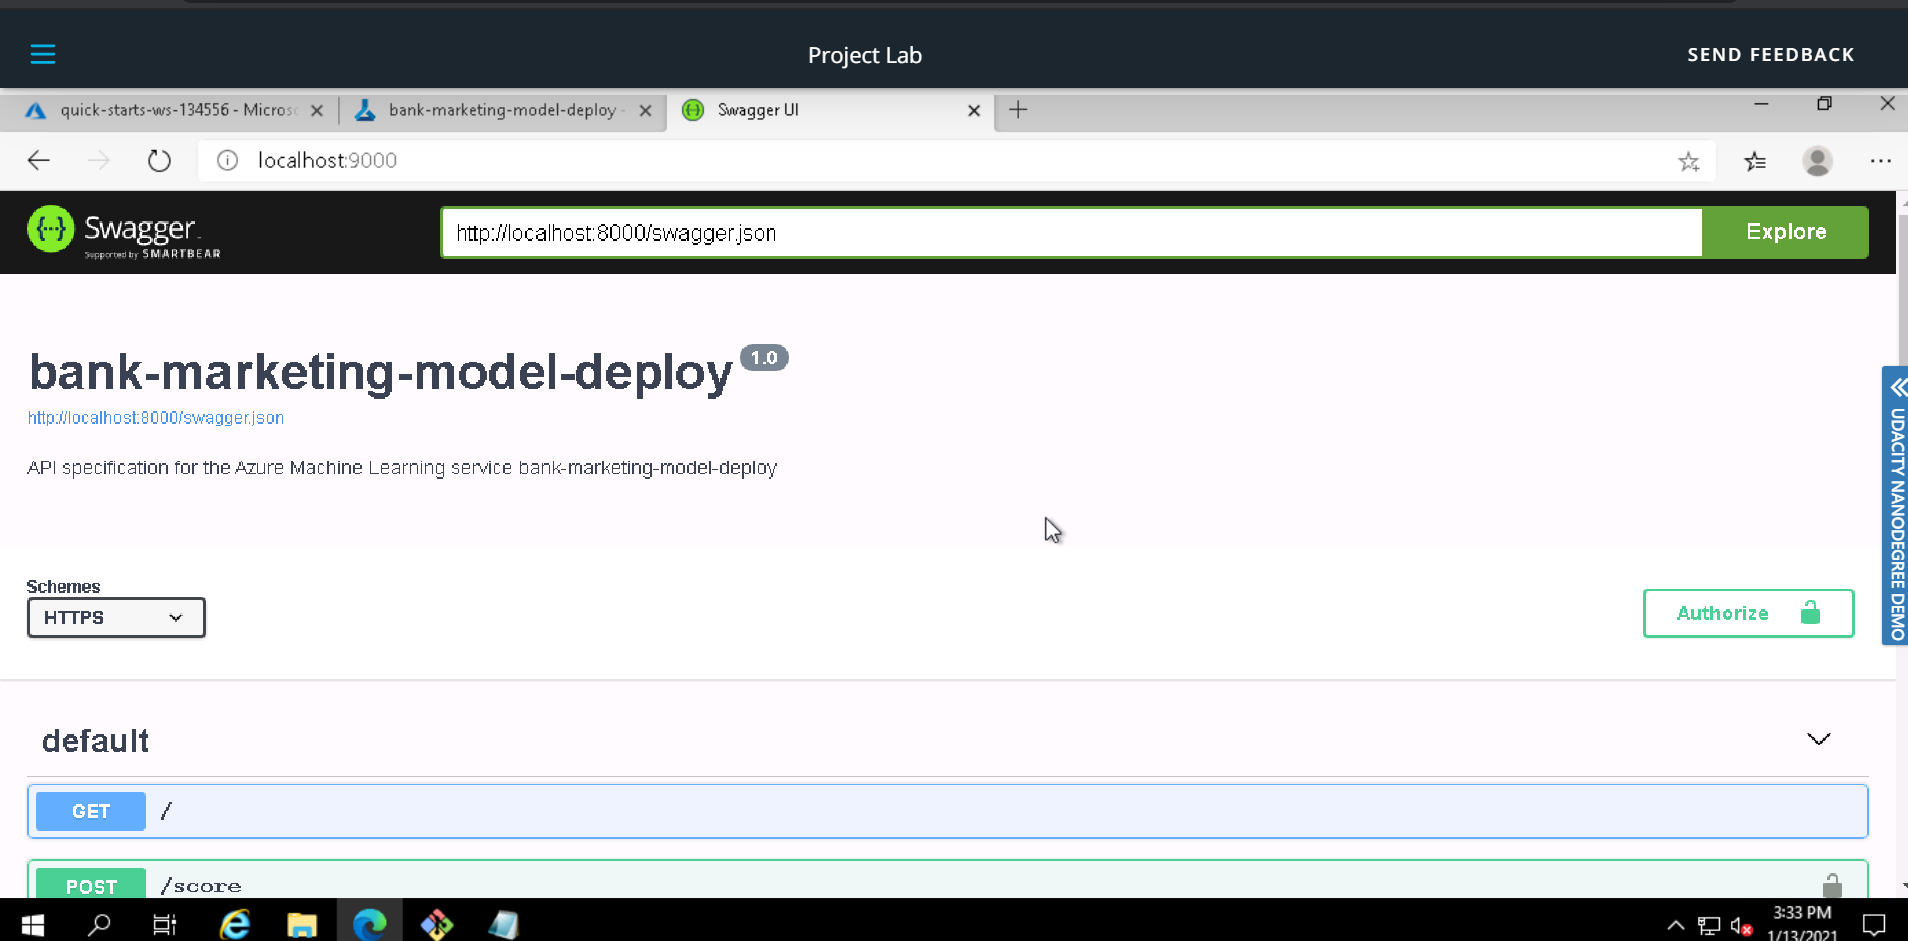 Project Lab
SEND FEEDBACK
quick-starts-ws-134556 - Microsc
bank-marketing-model-deploy -
Swagger UI
localhost:9000
Swagger
Supported by SMARTBEAR
http://localhost:8000/swagger.json
Explore
bank-marketing-model-deploy 1.0
http://localhost:8000/swagger.json
API specification for the Azure Machine Learning service bank-marketing-model-deploy
UDACITY NANODEGREE DEMO
Schemes
HTTPS
Authorize
default
GET /
POST /score
3:33 PM
1/13/2021